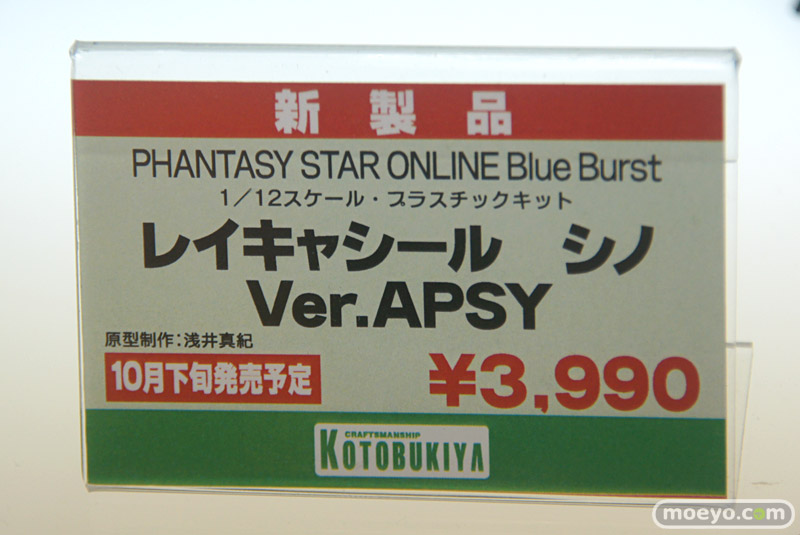 新製品
PHANTASY STAR ONLINE Blue Burst
1/12スケール・プラスチックキット
レイキャシール シノ
Ver.APSY
原型制作:浅井真紀
10月下旬発売予定
¥3,990
CRAFTSMANSHIP
KOTOBUKIYA
moeyo.com